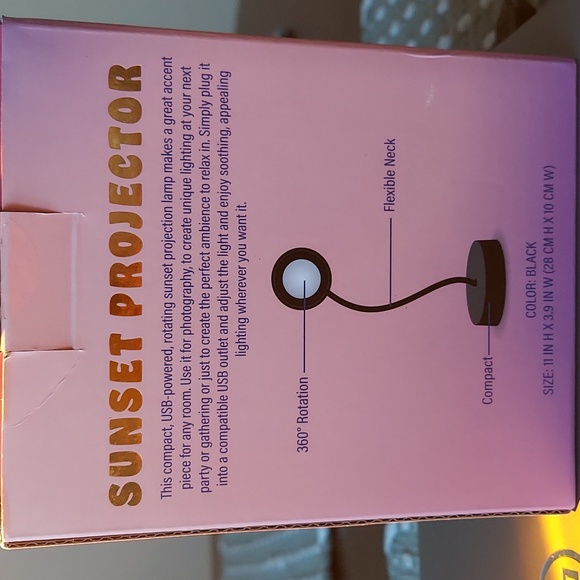 SUNSET PROJECTOR
This compact, USB-powered, rotating sunset projection lamp makes a great accent
piece for any room. Use it for photography, to create unique lighting at your next
party or gathering or just to create the perfect ambience to relax in. Simply plug it
into a compatible USB outlet and adjust the light and enjoy soothing, appealing
lighting wherever you want it.
360° Rotation
Flexible Neck
Compact
COLOR: BLACK
SIZE: 11 IN H X 3.9 IN W (28 CM H X 10 CM W)